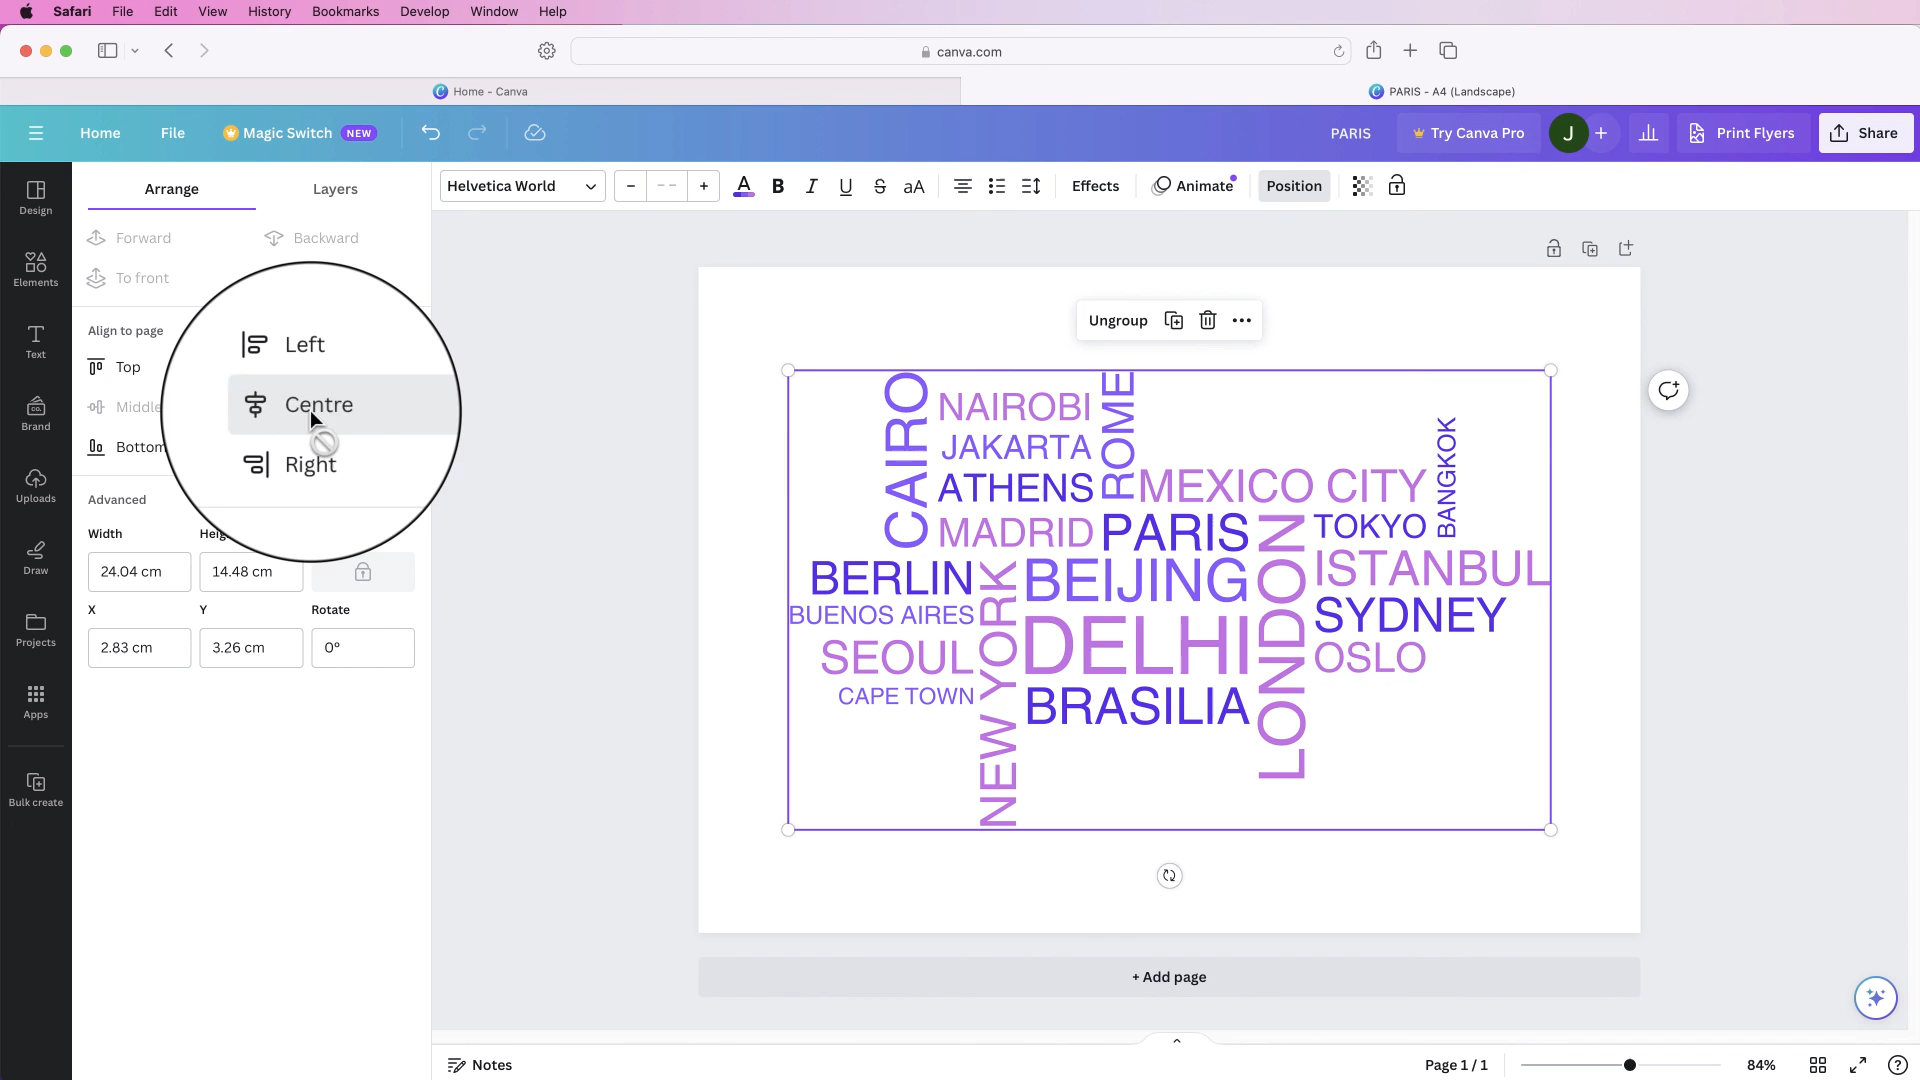 Safari File Edit View History Bookmarks Develop Window Help
canva.com
Home - Canva
PARIS - A4 (Landscape)
Home File Magic Switch NEW
PARIS Try Canva Pro J Print Flyers Share
Design
Elements
Text
Brand
Uploads
Draw
Projects
Apps
Bulk create
Arrange Layers
Forward Backward
To front
Align to page
Top
Middle
Bottom
Left
Centre
Right
Advanced
Width
24.04 cm 14.48 cm
X Y Rotate
2.83 cm 3.26 cm 0°
Helvetica World - -- + A B I U S aA Effects Animate Position
Ungroup
CAIRO
NAIROBI
ROME
JAKARTA
ATHENS
MEXICO CITY
BANGKOK
MADRID
PARIS
TOKYO
BERLIN
BEIJING
ISTANBUL
BUENOS AIRES
NEW YORK
LONDON
SYDNEY
SEOUL
DELHI
OSLO
CAPE TOWN
BRASILIA
+ Add page
Notes
Page 1 / 1
84%